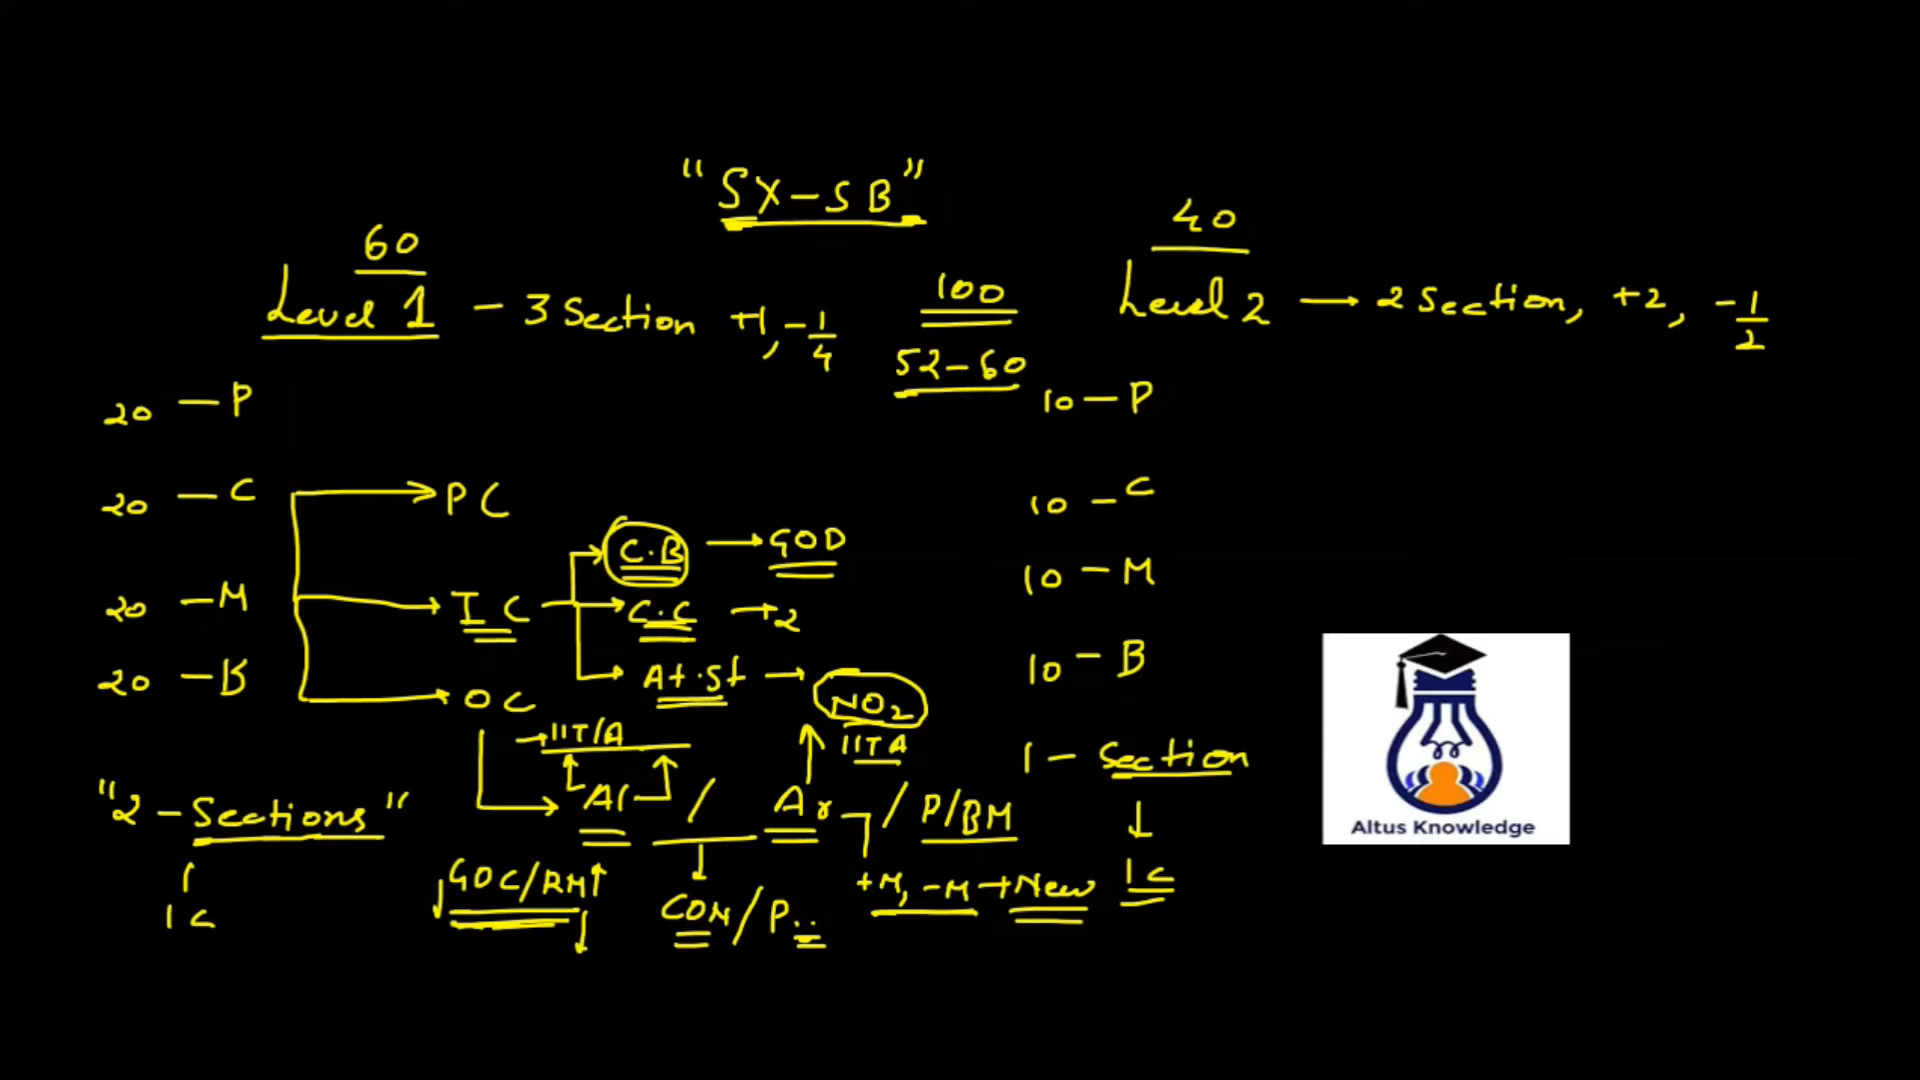 "SX-SB"
60
40
Level 1 - 3 Section +1, -1/4
100
Level 2 → 2 Section, +2, -1/2
52-60
20 - P
10 - P
20 - C
PC
10 - C
C.B → GOD
20 - M
IC
C.C → 2
10 - M
20 - B
OC
At.St →
NO2
10 - B
→ IIT/A
IITA
1 - Section
"2 - Sections"
Al / Ar / P/BM
Altus Knowledge
GOC/RM
+M, -M → New
1C
1C
COM/P..